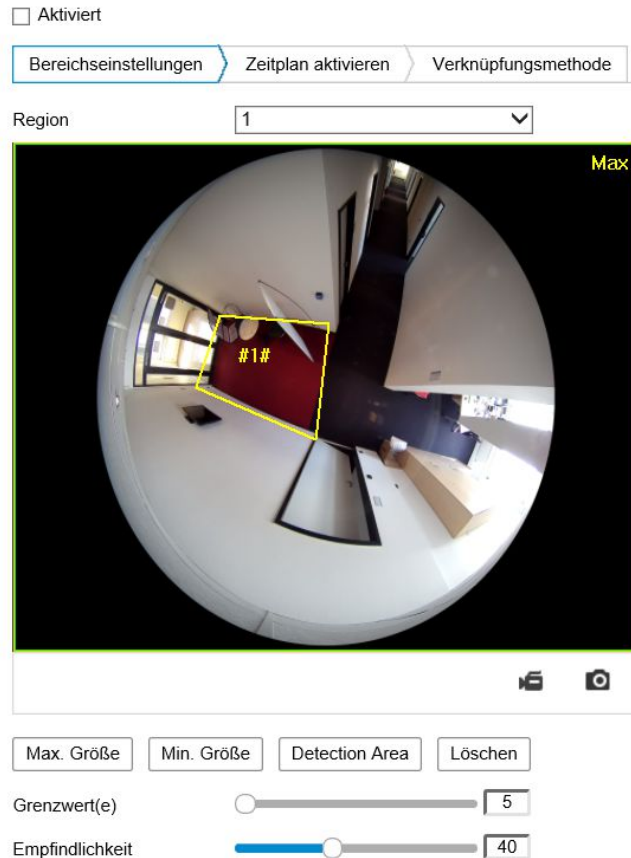 Aktiviert
Bereichseinstellungen
Zeitplan aktivieren
Verknüpfungsmethode
Region
1
Max
#1#
Max. Größe
Min. Größe
Detection Area
Löschen
Grenzwert(e)
5
Empfindlichkeit
40